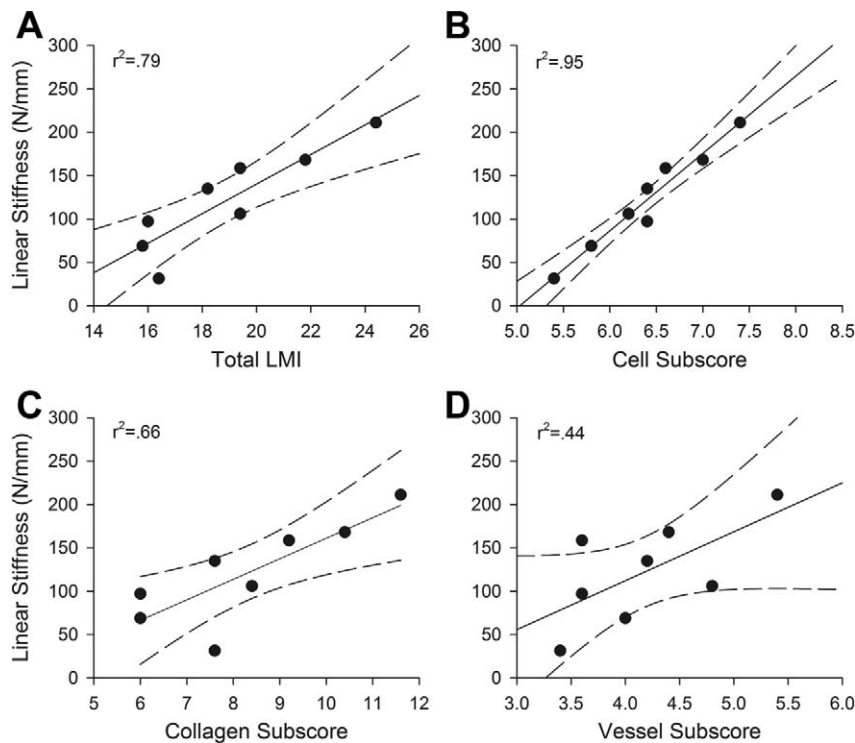 A
B
r²=.79
r²=.95
Linear Stiffness (N/mm)
300
250
200
150
100
50
0
14 16 18 20 22 24 26
Total LMI
300
250
200
150
100
50
0
5.0 5.5 6.0 6.5 7.0 7.5 8.0 8.5
Cell Subscore
C
D
r²=.66
r²=.44
Linear Stiffness (N/mm)
300
250
200
150
100
50
0
5 6 7 8 9 10 11 12
Collagen Subscore
300
250
200
150
100
50
0
3.0 3.5 4.0 4.5 5.0 5.5 6.0
Vessel Subscore